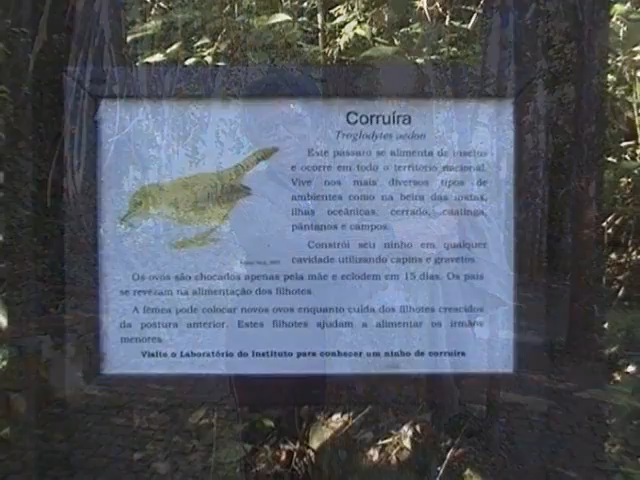 Corruíra
Troglodytes aedon
Este pássaro se alimenta de insetos
e ocorre em todo o território nacional.
Vive nos mais diversos tipos de
ambientes como na beira das matas,
ilhas oceânicas, cerrado, caatinga,
pântanos e campos.
Constrói seu ninho em qualquer
cavidade utilizando capins e gravetos.
Os ovos são chocados apenas pela mãe e eclodem em 15 dias. Os pais
se revezam na alimentação dos filhotes.
A fêmea pode colocar novos ovos enquanto cuida dos filhotes crescidos
da postura anterior. Estes filhotes ajudam a alimentar os irmãos
menores.
Visite o Laboratório do Instituto para conhecer um ninho de corruíra